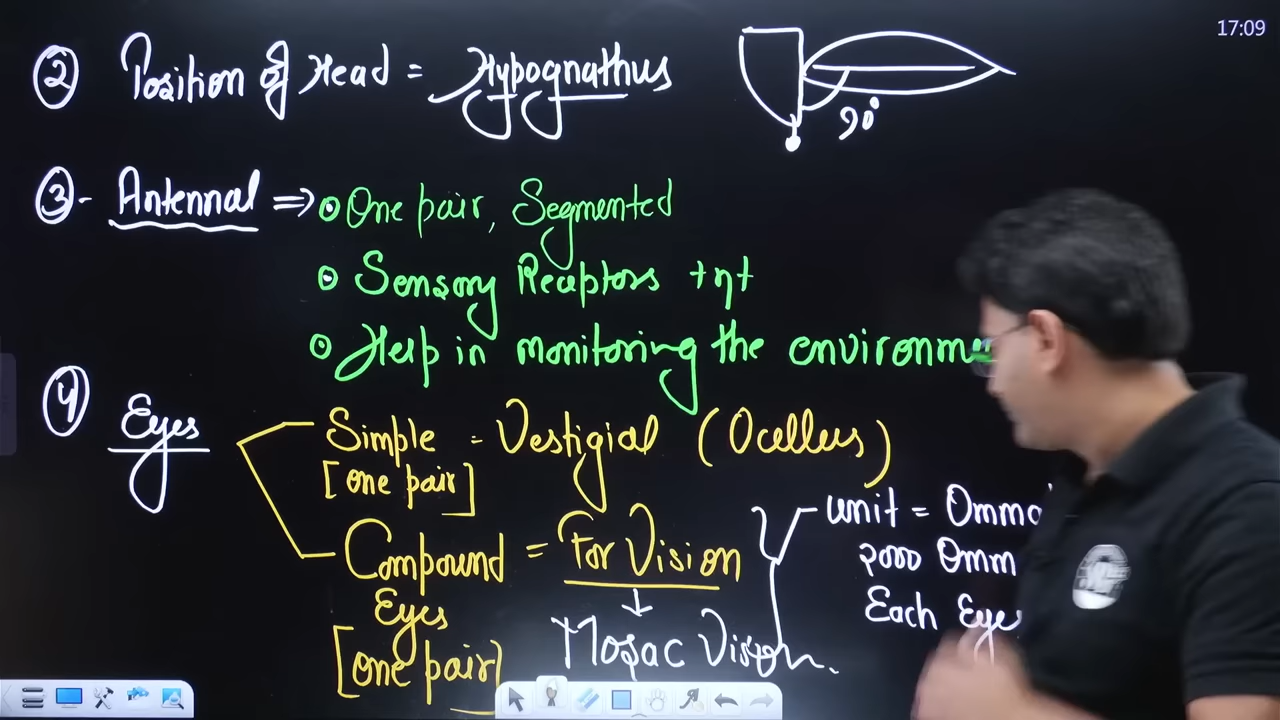 17:09
② Position of Head = Hypognathus
90°
③- Antennal ⇒ • One pair, Segmented
• Sensory Receptors +nt
• Help in monitoring the environme
④ Eyes
Simple = Vestigial (Ocellus)
[one pair]
Compound = For Vision
Eyes
[one pair]
↓
Mosac Vision.
unit = Omma
2000 Omm
Each Eye